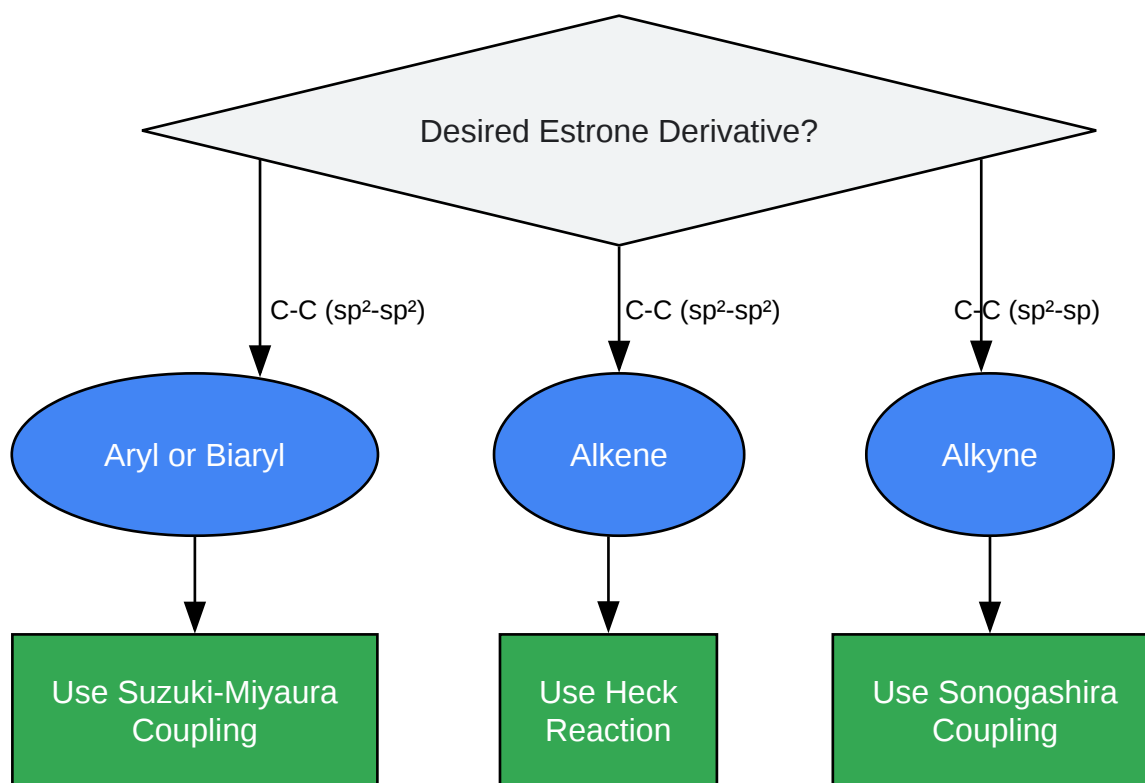 Desired Estrone Derivative?
C-C (sp²-sp²)
C-C (sp²-sp²)
C-C (sp²-sp)
Aryl or Biaryl
Alkene
Alkyne
Use Suzuki-Miyaura
Coupling
Use Heck
Reaction
Use Sonogashira
Coupling